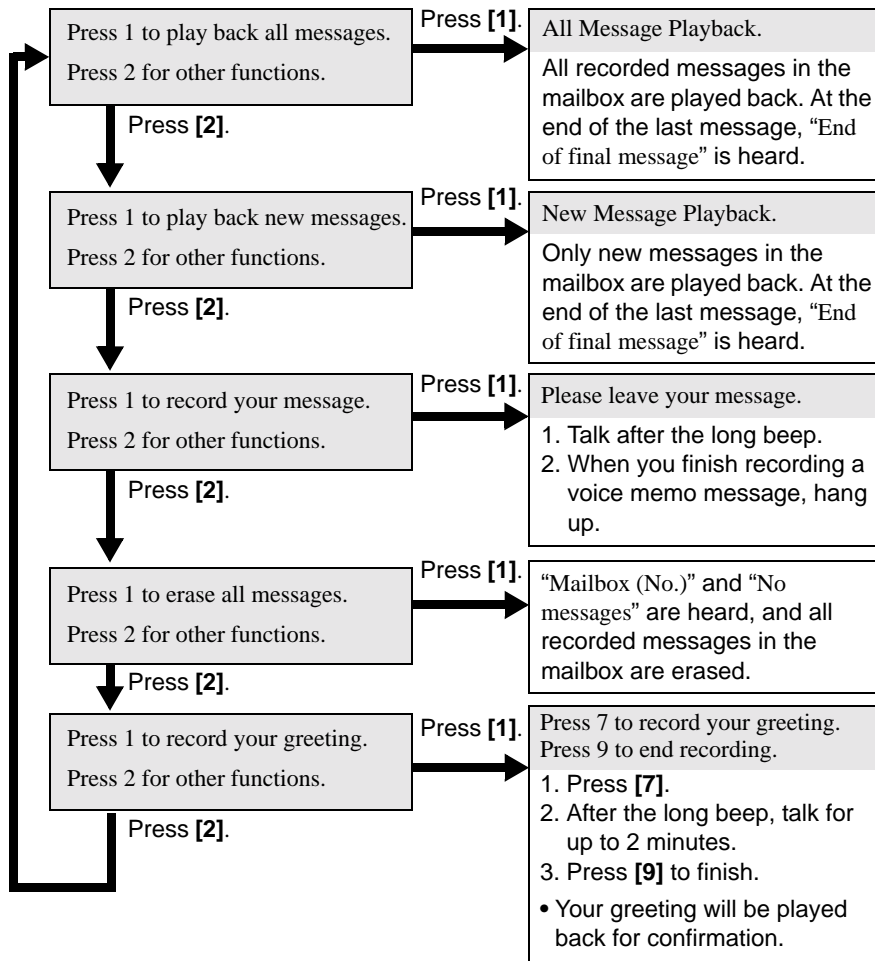 Press 1 to play back all messages.
Press 2 for other functions.
Press [1].
All Message Playback.
All recorded messages in the
mailbox are played back. At the
end of the last message, “End
of final message” is heard.
Press [2].
Press 1 to play back new messages.
Press 2 for other functions.
Press [1].
New Message Playback.
Only new messages in the
mailbox are played back. At the
end of the last message, “End
of final message” is heard.
Press [2].
Press 1 to record your message.
Press 2 for other functions.
Press [1].
Please leave your message.
1. Talk after the long beep.
2. When you finish recording a
voice memo message, hang
up.
Press [2].
Press 1 to erase all messages.
Press 2 for other functions.
Press [1].
“Mailbox (No.)” and “No
messages” are heard, and all
recorded messages in the
mailbox are erased.
Press [2].
Press 1 to record your greeting.
Press 2 for other functions.
Press [1].
Press 7 to record your greeting.
Press 9 to end recording.
1. Press [7].
2. After the long beep, talk for
up to 2 minutes.
3. Press [9] to finish.
• Your greeting will be played
back for confirmation.
Press [2].